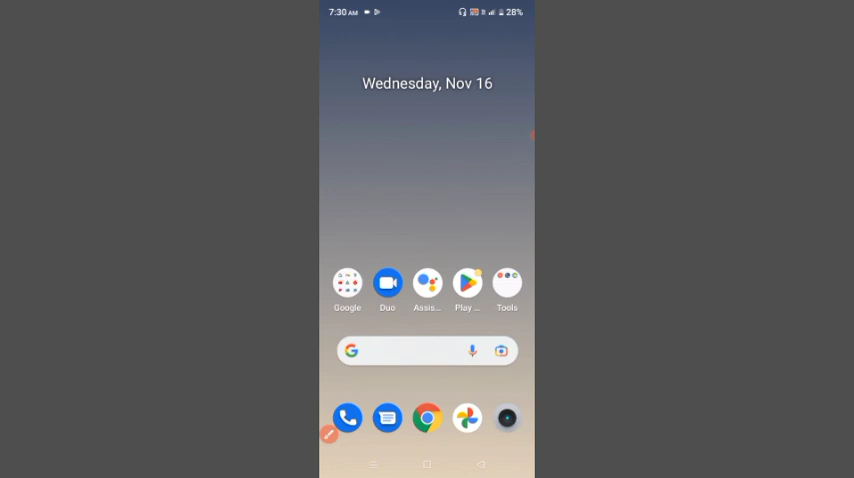 7:30 AM
28%
Wednesday, Nov 16
Google
Duo
Assis...
Play ...
Tools